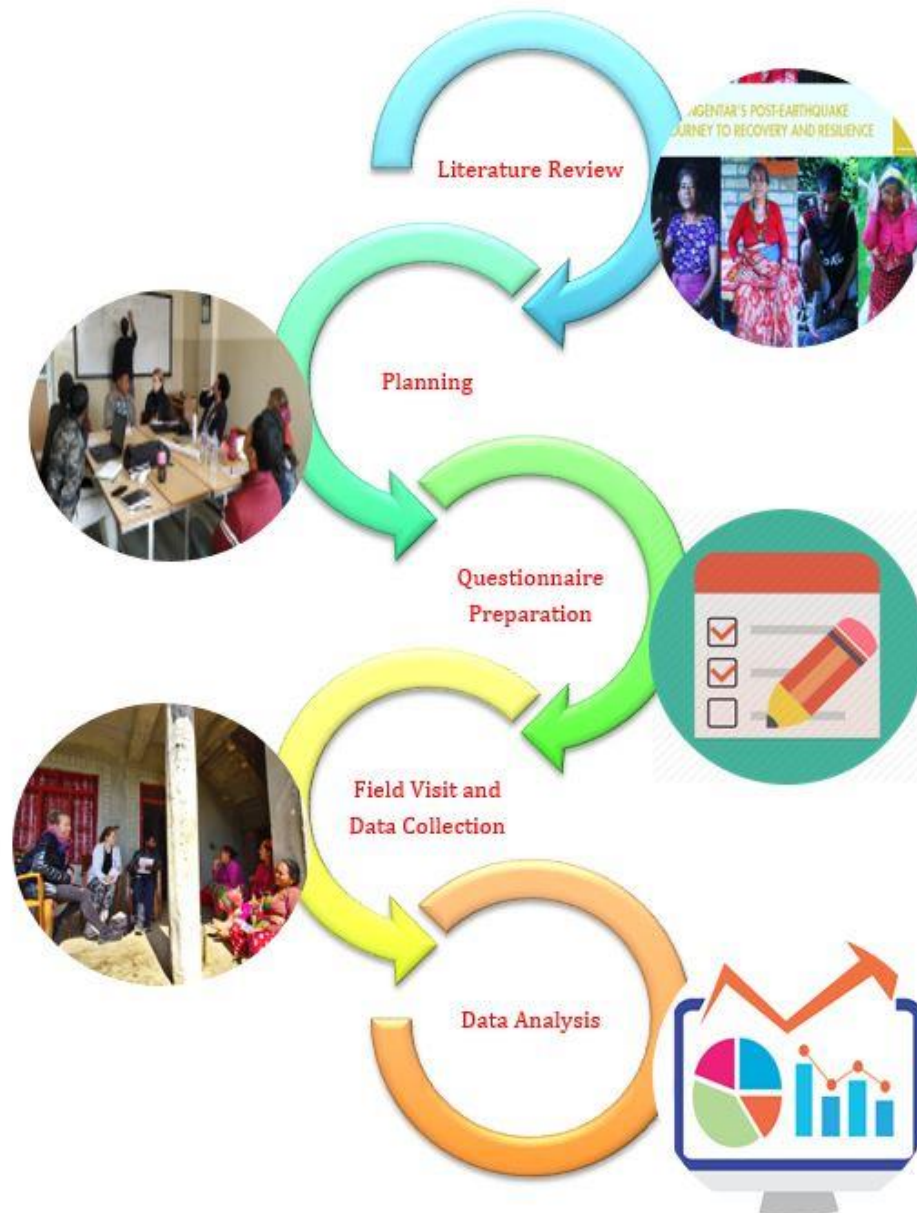 NGENTAR'S POST-EARTHQUAKE
OURNEY TO RECOVERY AND RESILIENCE
Literature Review
Planning
Questionnaire
Preparation
Field Visit and
Data Collection
Data Analysis